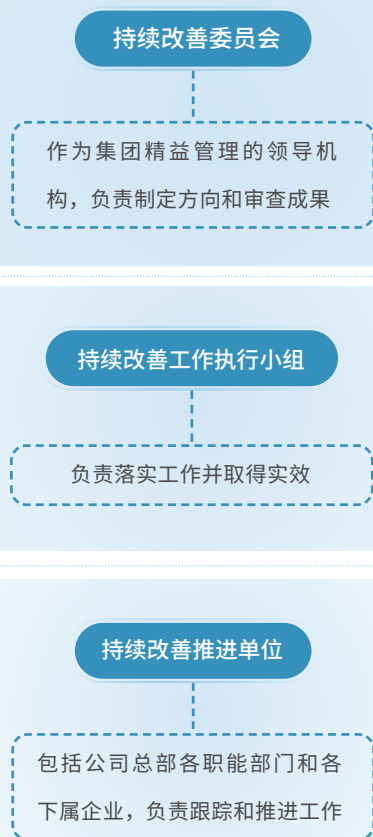 持续改善委员会
作为集团精益管理的领导机
构，负责制定方向和审查成果
持续改善工作执行小组
负责落实工作并取得实效
持续改善推进单位
包括公司总部各职能部门和各
下属企业，负责跟踪和推进工作